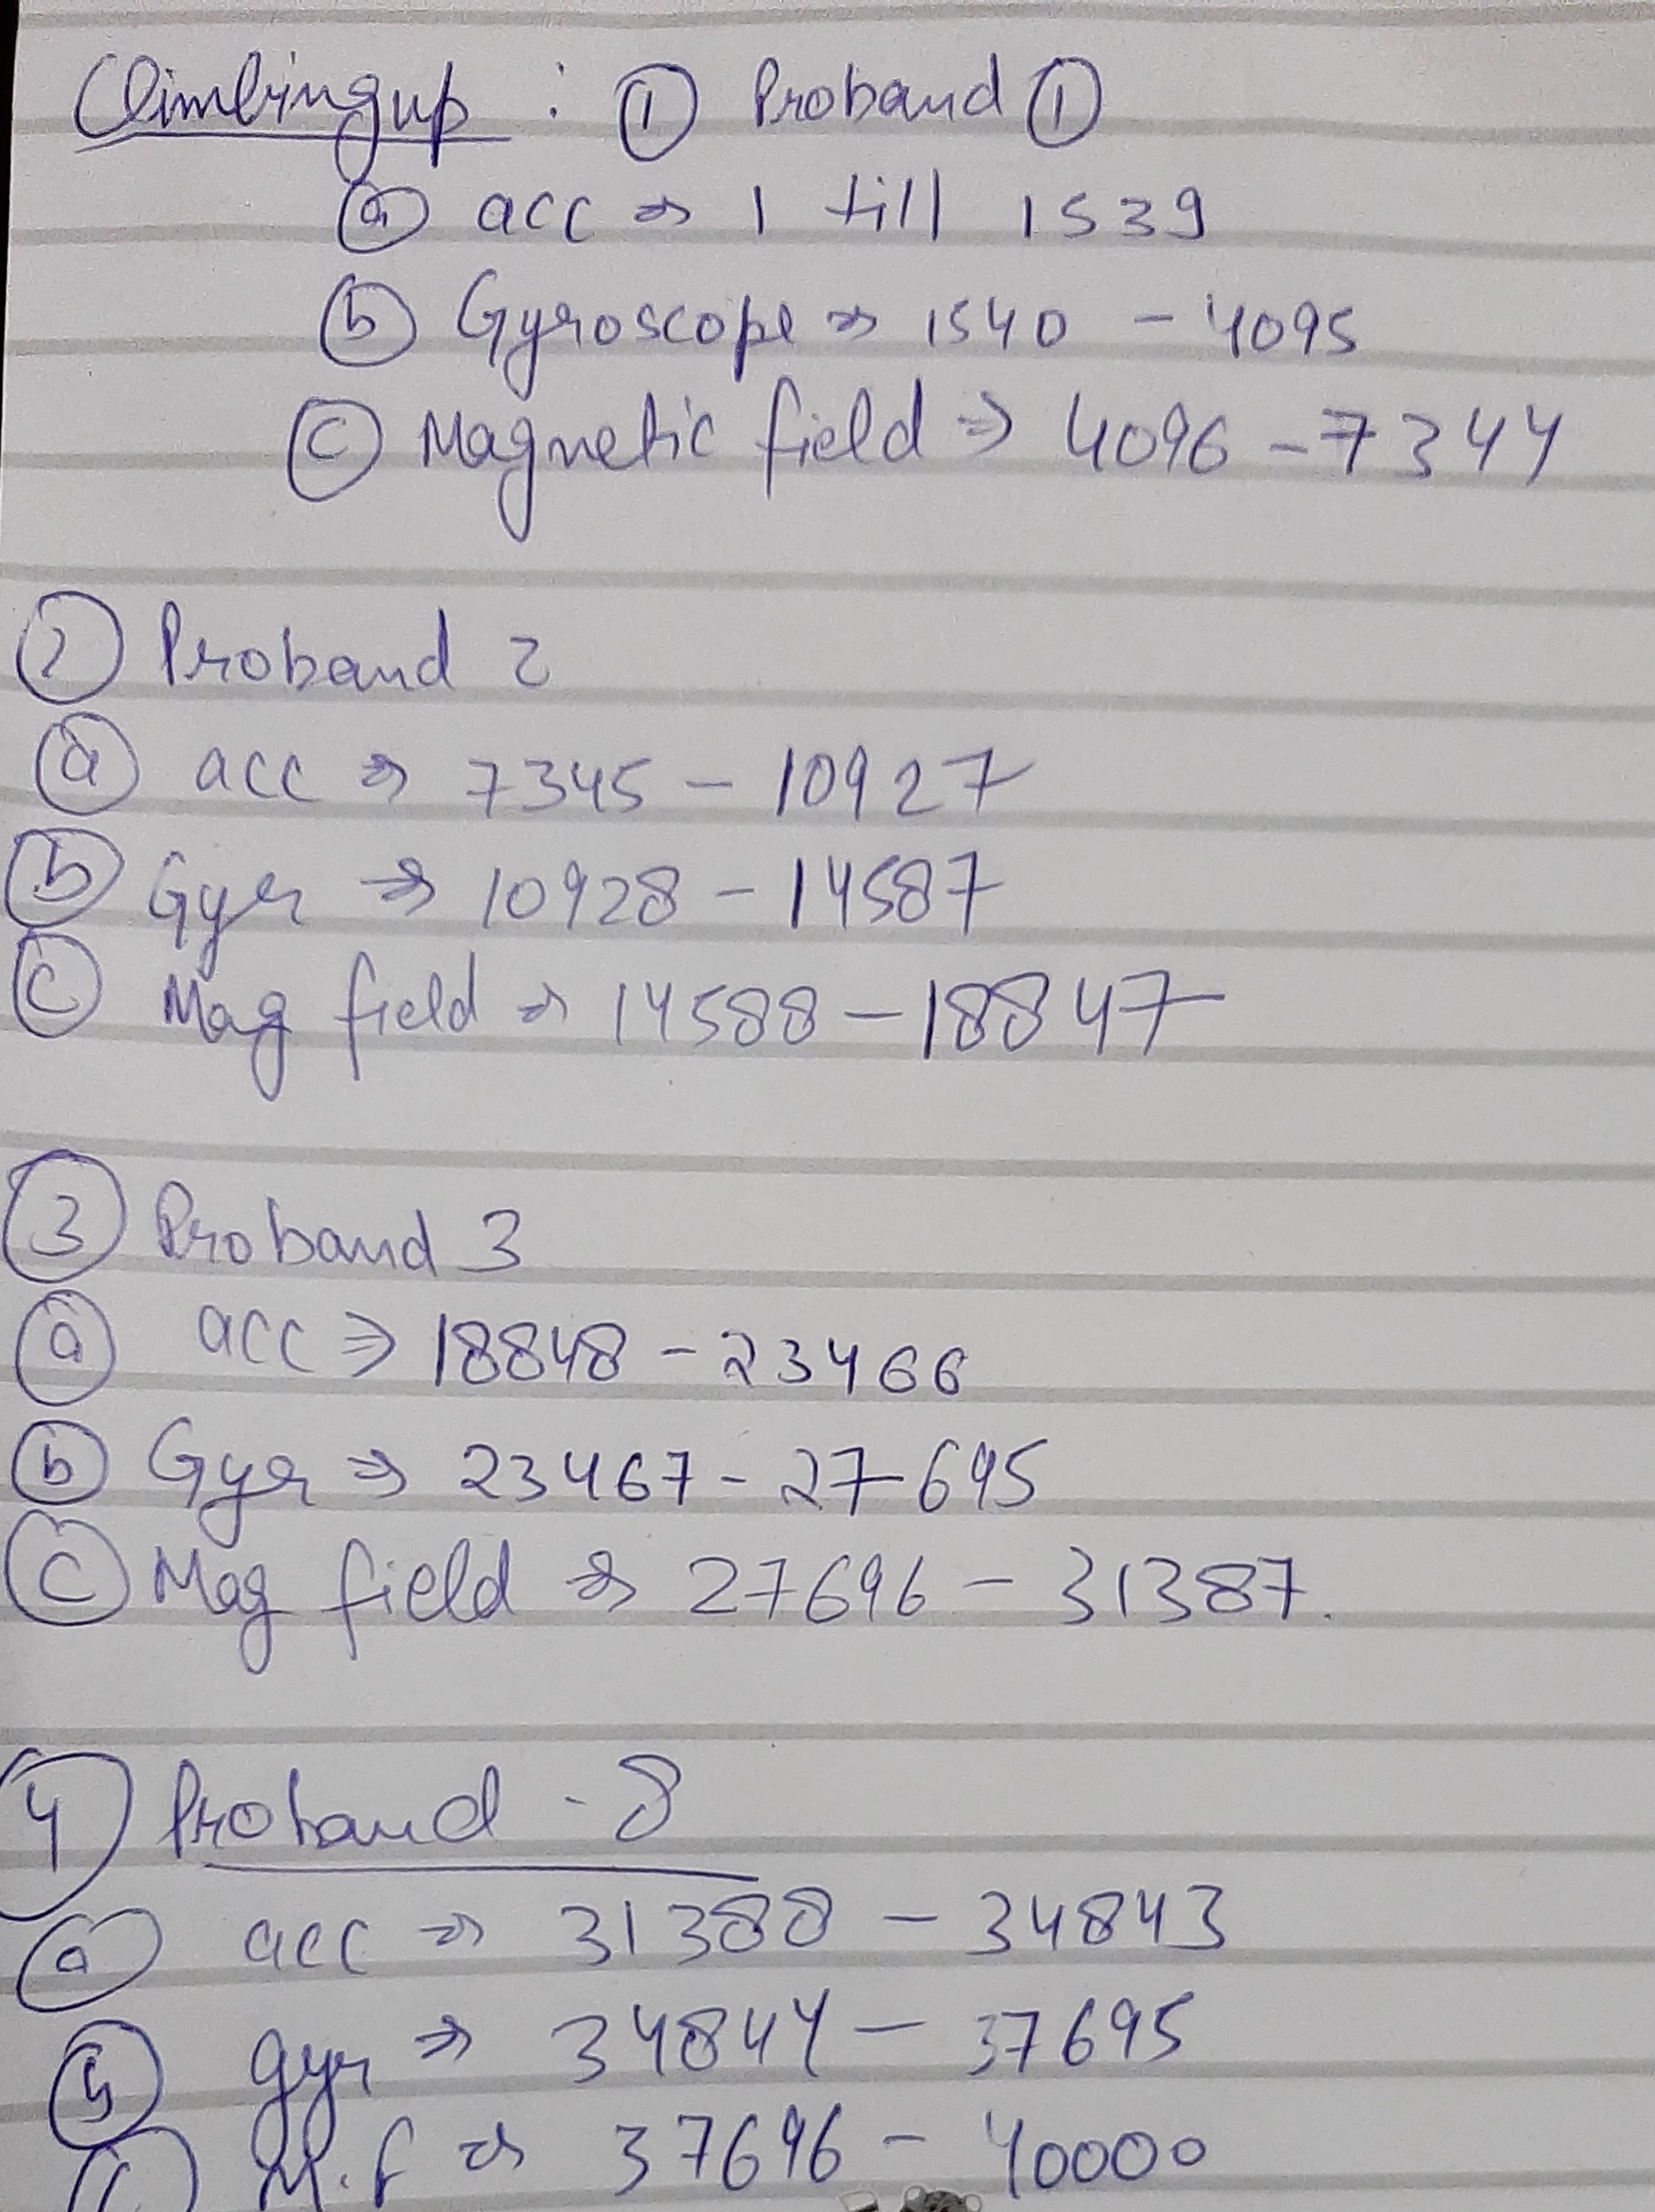 Climbingup : ① Proband ①
ⓐ acc ⇒ 1 till 1539
ⓑ Gyroscope ⇒ 1540 - 4095
ⓒ Magnetic field ⇒ 4096 - 7344
② Proband 2
ⓐ acc ⇒ 7345 - 10927
ⓑ Gyr ⇒ 10928 - 14587
ⓒ Mag field ⇒ 14588 - 18847
③ Proband 3
ⓐ acc ⇒ 18848 - 23466
ⓑ Gyr ⇒ 23467 - 27695
ⓒ Mag field ⇒ 27696 - 31387.
④ Proband - 8
ⓐ acc ⇒ 31388 - 34843
ⓑ gyr ⇒ 34844 - 37695
ⓒ M.f ⇒ 37696 - 40000